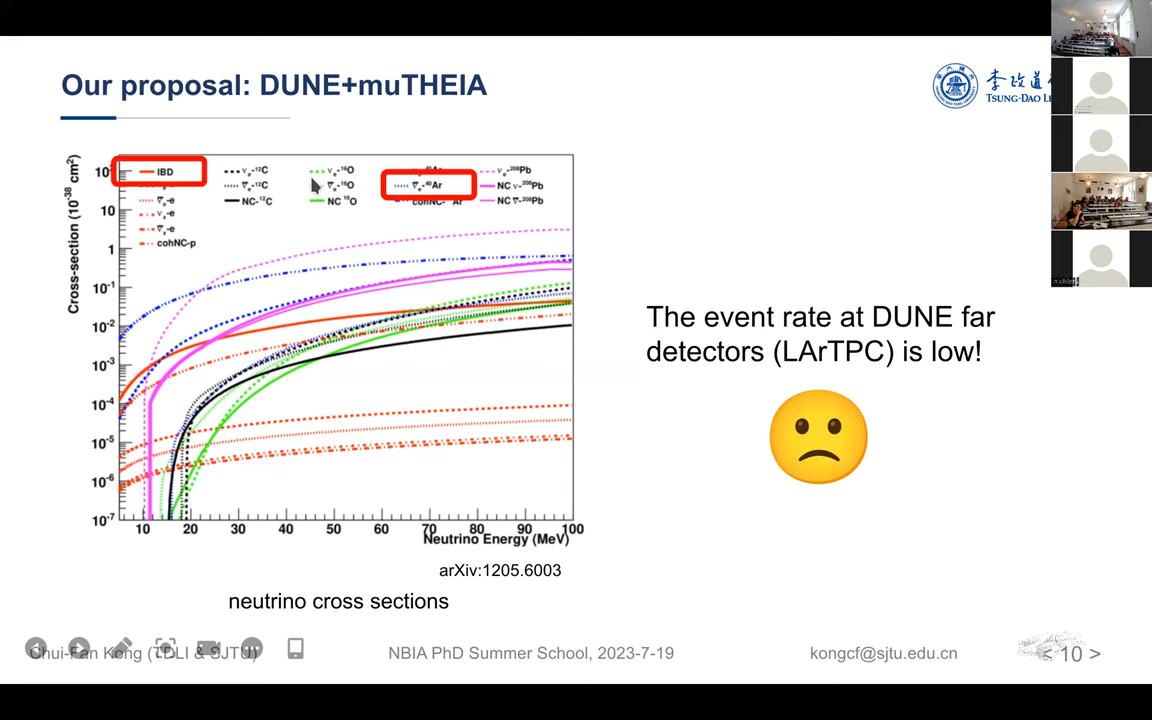 Our proposal: DUNE+muTHEIA
李政道
TSUNG-DAO LE
Cross-section (10⁻³⁸ cm²)
10²
10
1
10⁻¹
10⁻²
10⁻³
10⁻⁴
10⁻⁵
10⁻⁶
10⁻⁷
IBD
ν̅ₑ-e
νₓ-e
ν̅ₓ-e
cohNC-p
νₑ-¹²C
ν̅ₑ-¹²C
NC-¹²C
νₑ-¹⁶O
ν̅ₑ-¹⁶O
NC ¹⁶O
ν̅ₑ-⁴⁰Ar
cohNC- Ar
νₑ-²⁰⁸Pb
NC ν-²⁰⁸Pb
NC ν̅-²⁰⁸Pb
10 20 30 40 50 60 70 80 90 100
Neutrino Energy (MeV)
arXiv:1205.6003
neutrino cross sections
The event rate at DUNE far
detectors (LArTPC) is low!
Chui-Fan Kong (TDLI & SJTU)
NBIA PhD Summer School, 2023-7-19
kongcf@sjtu.edu.cn
< 10 >